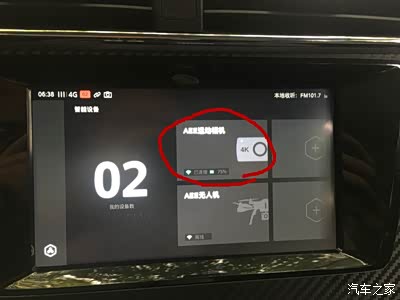 06:38 4G
本地收听: FM101.7
智能设备
AEE运动相机
4K
已连接 75%
02
我的设备数
AEE无人机
离线
汽车之家